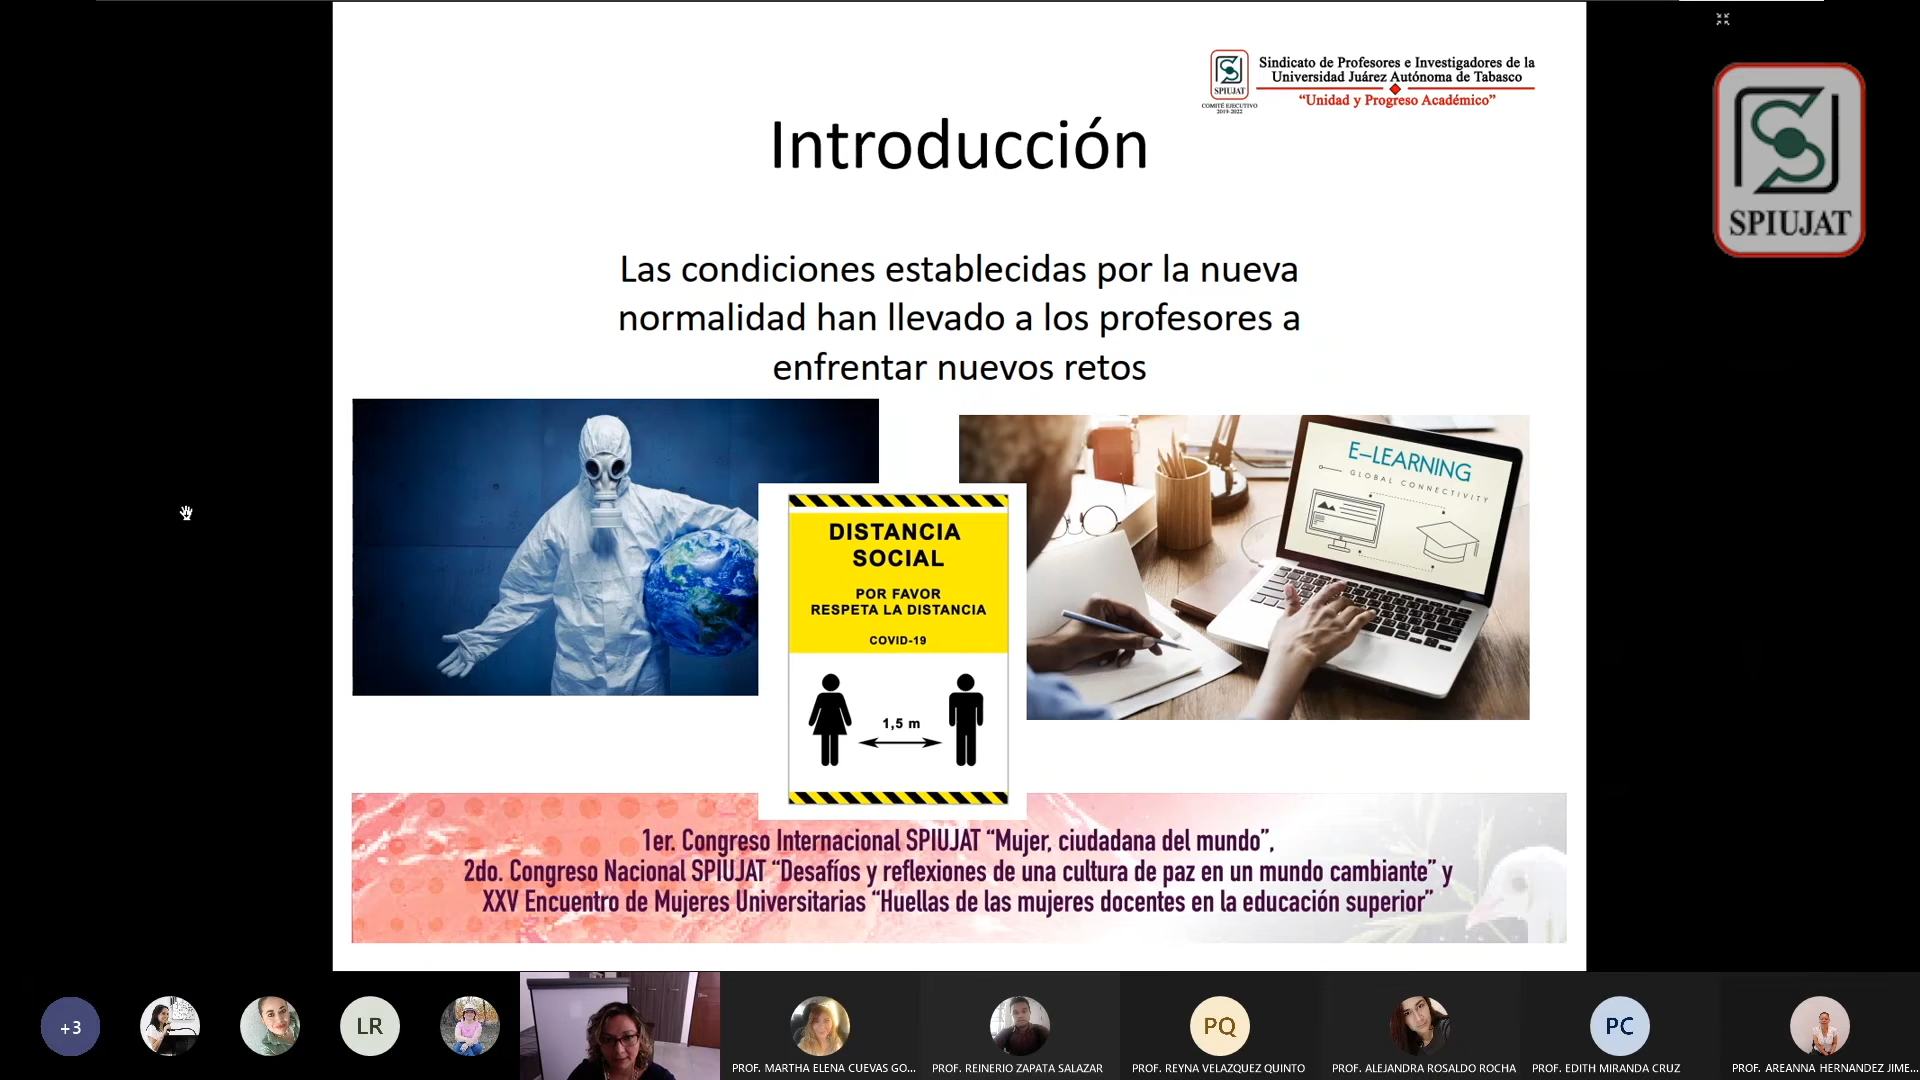 SPIUJAT
COMITÉ EJECUTIVO
2019-2022
Sindicato de Profesores e Investigadores de la
Universidad Juárez Autónoma de Tabasco
“Unidad y Progreso Académico”
SPIUJAT
Introducción
Las condiciones establecidas por la nueva
normalidad han llevado a los profesores a
enfrentar nuevos retos
E-LEARNING
GLOBAL CONNECTIVITY
DISTANCIA
SOCIAL
POR FAVOR
RESPETA LA DISTANCIA
COVID-19
1,5 m
1er. Congreso Internacional SPIUJAT “Mujer, ciudadana del mundo”,
2do. Congreso Nacional SPIUJAT “Desafíos y reflexiones de una cultura de paz en un mundo cambiante” y
XXV Encuentro de Mujeres Universitarias “Huellas de las mujeres docentes en la educación superior”
+3
LR
PQ
PC
PROF. MARTHA ELENA CUEVAS GO...
PROF. REINERIO ZAPATA SALAZAR
PROF. REYNA VELAZQUEZ QUINTO
PROF. ALEJANDRA ROSALDO ROCHA
PROF. EDITH MIRANDA CRUZ
PROF. AREANNA HERNANDEZ JIME...